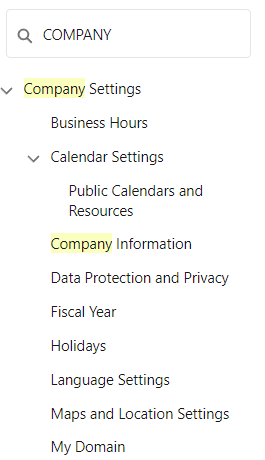 COMPANY
Company Settings
Business Hours
Calendar Settings
Public Calendars and
Resources
Company Information
Data Protection and Privacy
Fiscal Year
Holidays
Language Settings
Maps and Location Settings
My Domain